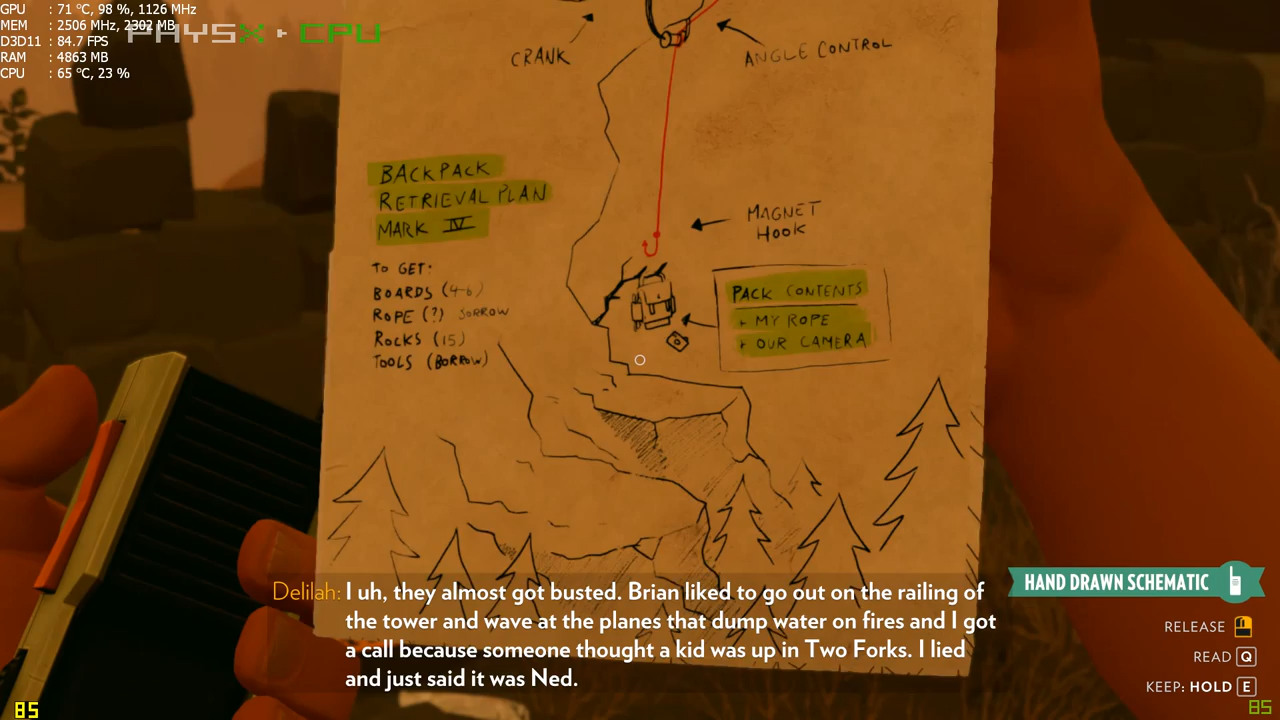 GPU : 71 °C, 98 %, 1126 MHz
MEM : 2506 MHz, 2302 MB
D3D11 : 84.7 FPS
RAM : 4863 MB
CPU : 65 °C, 23 %
PHYSX › CPU
CRANK
ANGLE CONTROL
BACKPACK
RETRIEVAL PLAN
MARK IV
MAGNET
HOOK
TO GET:
BOARDS (4-6)
ROPE (?) SORROW
ROCKS (15)
TOOLS (BORROW)
PACK CONTENTS
+ MY ROPE
+ OUR CAMERA
Delilah: I uh, they almost got busted. Brian liked to go out on the railing of
the tower and wave at the planes that dump water on fires and I got
a call because someone thought a kid was up in Two Forks. I lied
and just said it was Ned.
HAND DRAWN SCHEMATIC
RELEASE
READ Q
KEEP: HOLD E
85
85